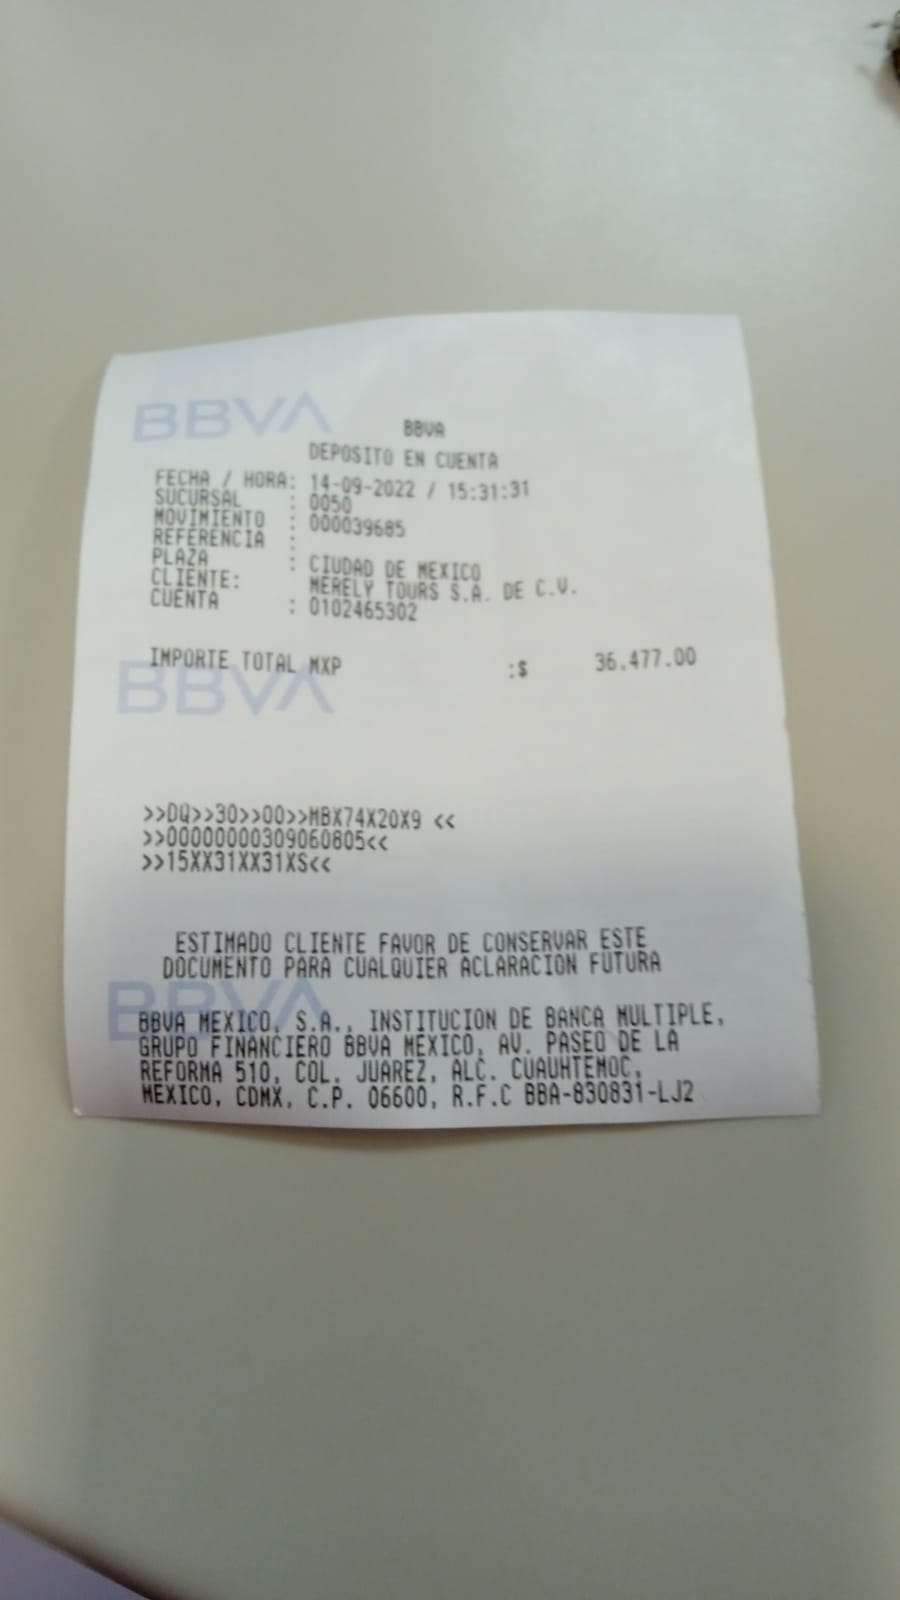 BBVA
BBVA
DEPOSITO EN CUENTA
FECHA / HORA: 14-09-2022 / 15:31:31
SUCURSAL : 0050
MOVIMIENTO : 000039685
REFERENCIA :
PLAZA : CIUDAD DE MEXICO
CLIENTE: MERELY TOURS S.A. DE C.V.
CUENTA : 0102465302
IMPORTE TOTAL MXP :$ 36.477.00
BBVA
>>DQ>>30>>00>>MBX74X20X9 <<
>>00000000309060805<<
>>15XX31XX31XS<<
ESTIMADO CLIENTE FAVOR DE CONSERVAR ESTE
DOCUMENTO PARA CUALQUIER ACLARACION FUTURA
BBVA
BBVA MEXICO, S.A., INSTITUCION DE BANCA MULTIPLE,
GRUPO FINANCIERO BBVA MEXICO, AV. PASEO DE LA
REFORMA 510, COL. JUAREZ, ALC. CUAUHTEMOC,
MEXICO, CDMX, C.P. 06600, R.F.C BBA-830831-LJ2